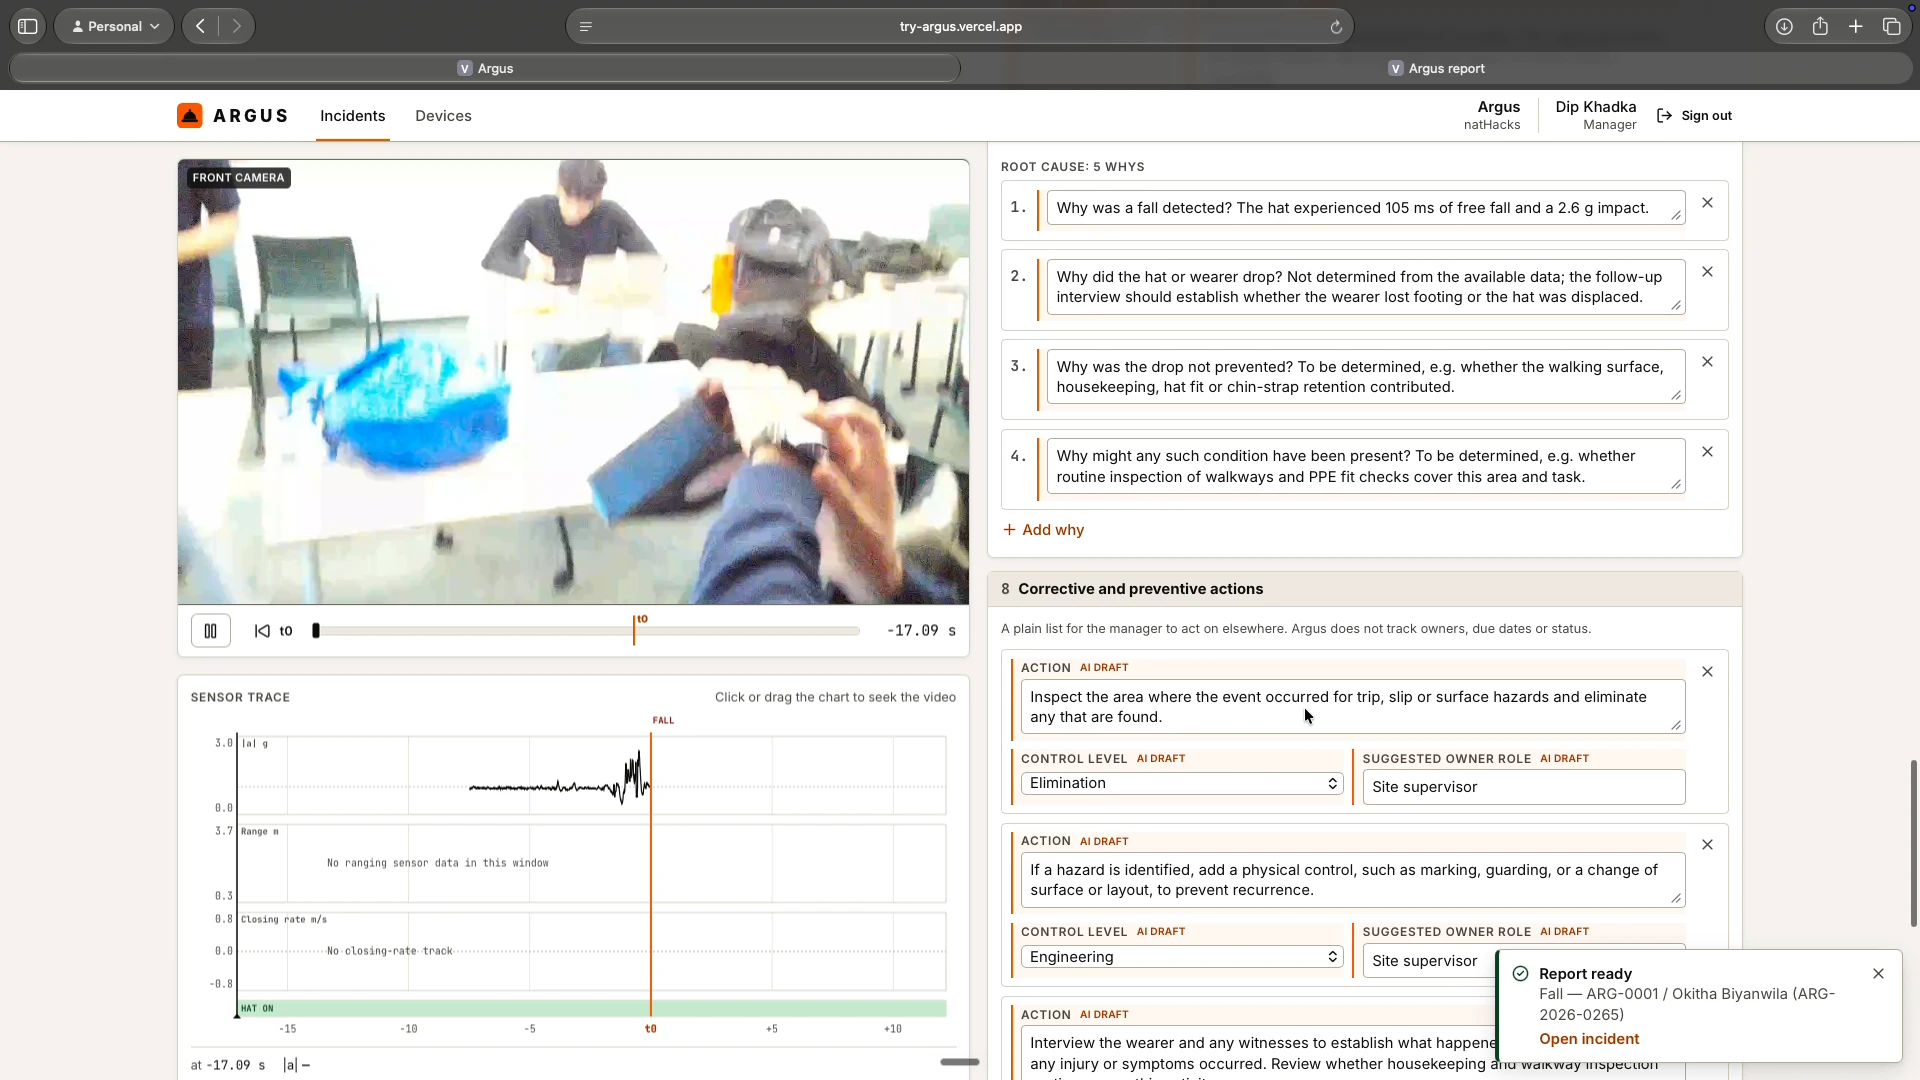 Personal
try-argus.vercel.app
V Argus
V Argus report
ARGUS
Incidents
Devices
Argus
natHacks
Dip Khadka
Manager
Sign out
FRONT CAMERA
t0
t0
-17.09 s
SENSOR TRACE
Click or drag the chart to seek the video
FALL
3.0
|a| g
0.0
3.7
Range m
No ranging sensor data in this window
0.3
0.8
Closing rate m/s
0.0
No closing-rate track
-0.8
HAT ON
-15
-10
-5
t0
+5
+10
at -17.09 s |a| —
ROOT CAUSE: 5 WHYS
1.
Why was a fall detected? The hat experienced 105 ms of free fall and a 2.6 g impact.
2.
Why did the hat or wearer drop? Not determined from the available data; the follow-up
interview should establish whether the wearer lost footing or the hat was displaced.
3.
Why was the drop not prevented? To be determined, e.g. whether the walking surface,
housekeeping, hat fit or chin-strap retention contributed.
4.
Why might any such condition have been present? To be determined, e.g. whether
routine inspection of walkways and PPE fit checks cover this area and task.
+ Add why
8 Corrective and preventive actions
A plain list for the manager to act on elsewhere. Argus does not track owners, due dates or status.
ACTION AI DRAFT
Inspect the area where the event occurred for trip, slip or surface hazards and eliminate
any that are found.
CONTROL LEVEL AI DRAFT
Elimination
SUGGESTED OWNER ROLE AI DRAFT
Site supervisor
ACTION AI DRAFT
If a hazard is identified, add a physical control, such as marking, guarding, or a change of
surface or layout, to prevent recurrence.
CONTROL LEVEL AI DRAFT
Engineering
SUGGESTED OWNER ROLE AI DRAFT
Site supervisor
ACTION AI DRAFT
Interview the wearer and any witnesses to establish what happene
any injury or symptoms occurred. Review whether housekeeping and walkway inspection
Report ready
Fall — ARG-0001 / Okitha Biyanwila (ARG-
2026-0265)
Open incident